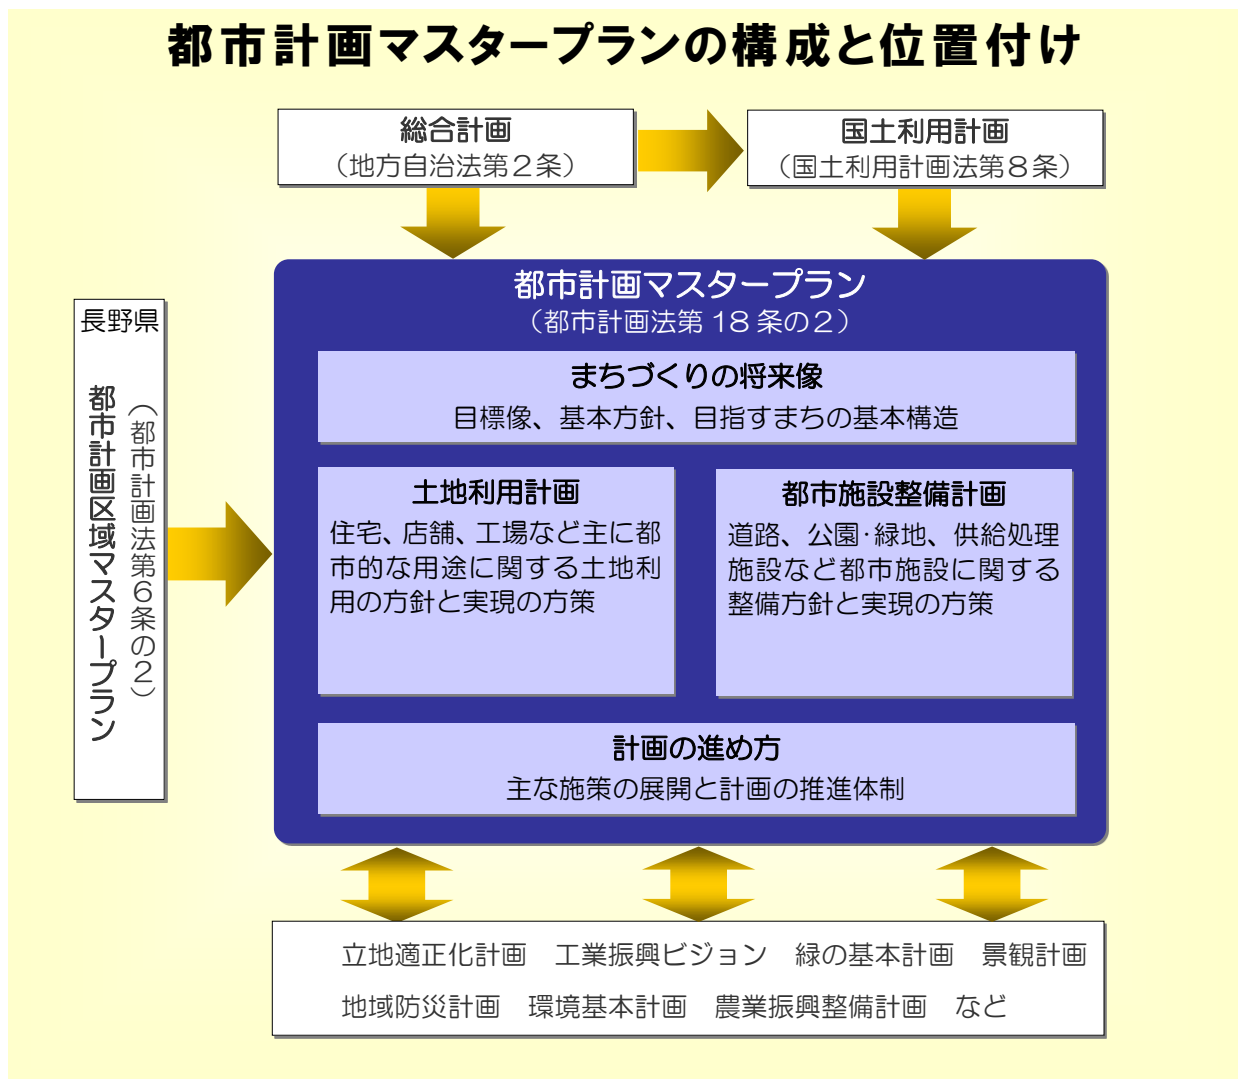 都市計画マスタープランの構成と位置付け
総合計画
（地方自治法第２条）
国土利用計画
（国土利用計画法第８条）
長野県
都市計画区域マスタープラン
（都市計画法第６条の２）
都市計画マスタープラン
（都市計画法第 18 条の２）
まちづくりの将来像
目標像、基本方針、目指すまちの基本構造
土地利用計画
住宅、店舗、工場など主に都
市的な用途に関する土地利
用の方針と実現の方策
都市施設整備計画
道路、公園・緑地、供給処理
施設など都市施設に関する
整備方針と実現の方策
計画の進め方
主な施策の展開と計画の推進体制
立地適正化計画　工業振興ビジョン　緑の基本計画　景観計画
地域防災計画　環境基本計画　農業振興整備計画　など